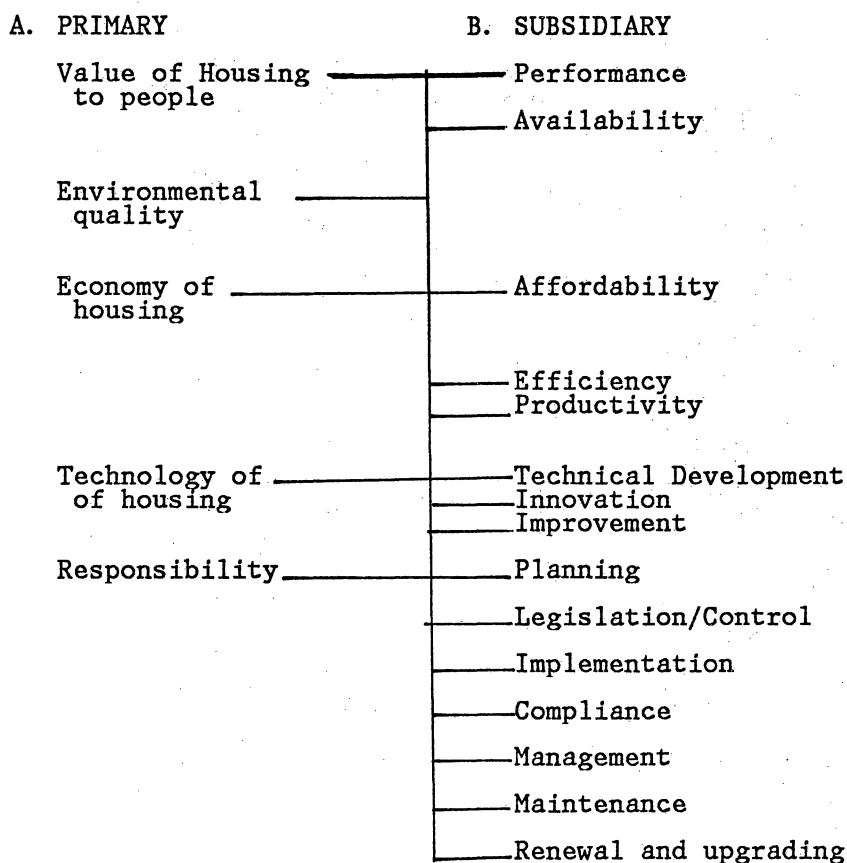 A. PRIMARY B. SUBSIDIARY
Value of Housing Performance
to people
Availability
Environmental
quality
Economy of Affordability
housing
Efficiency
Productivity
Technology of Technical Development
of housing Innovation
Improvement
Responsibility Planning
Legislation/Control
Implementation
Compliance
Management
Maintenance
Renewal and upgrading